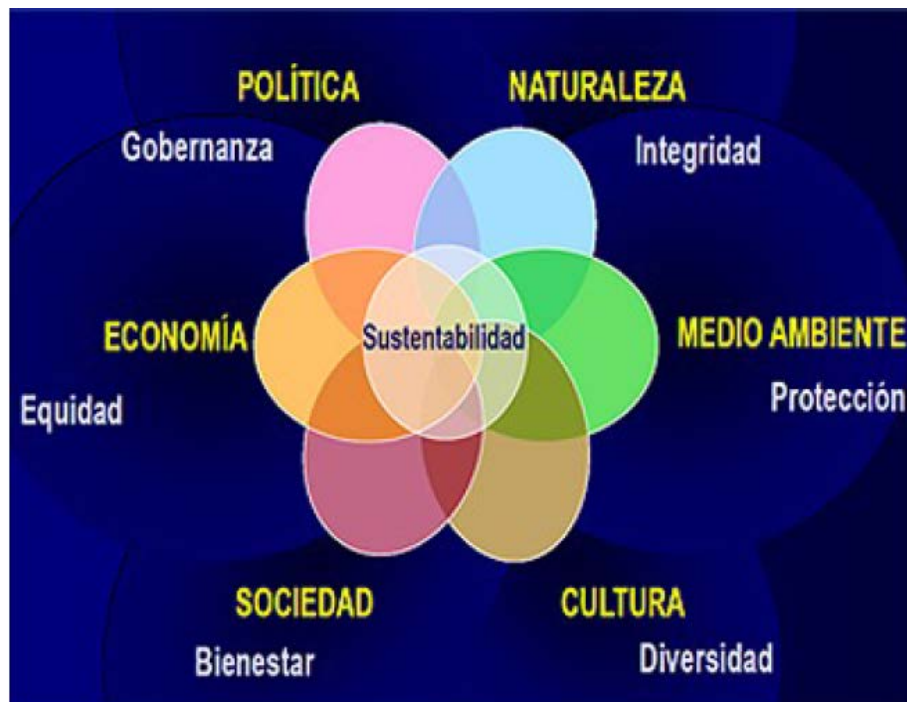 POLÍTICA
NATURALEZA
Gobernanza
Integridad
ECONOMÍA
Sustentabilidad
MEDIO AMBIENTE
Equidad
Protección
SOCIEDAD
CULTURA
Bienestar
Diversidad